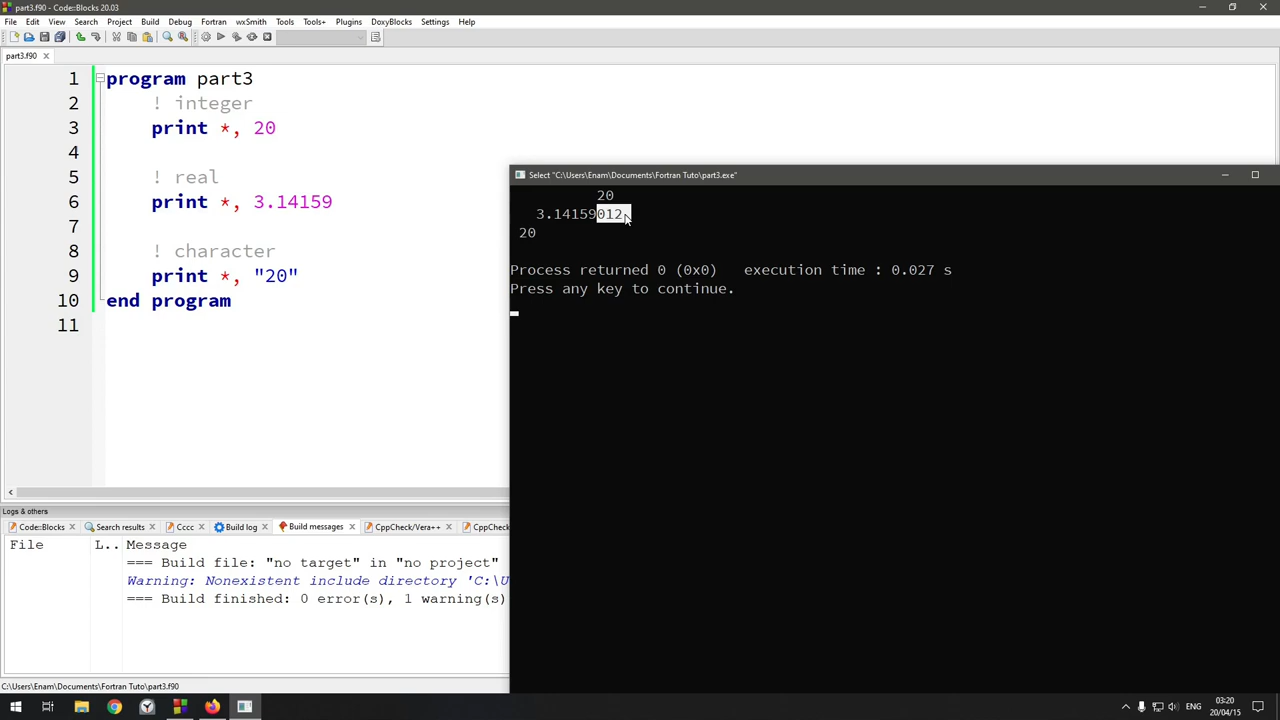 part3.f90 - Code::Blocks 20.03
File Edit View Search Project Build Debug Fortran wxSmith Tools Tools+ Plugins DoxyBlocks Settings Help
part3.f90
1 program part3
2 ! integer
3 print *, 20
4
5 ! real
6 print *, 3.14159
7
8 ! character
9 print *, "20"
10 end program
11
Select "C:\Users\Enam\Documents\Fortran Tuto\part3.exe"
20
3.14159012
20
Process returned 0 (0x0) execution time : 0.027 s
Press any key to continue.
Logs & others
Code::Blocks Search results Cccc Build log Build messages CppCheck/Vera++ CppCheck
File L.. Message
=== Build file: "no target" in "no project"
Warning: Nonexistent include directory 'C:\U
=== Build finished: 0 error(s), 1 warning(s)
C:\Users\Enam\Documents\Fortran Tuto\part3.f90
ENG
03:20
20/04/15